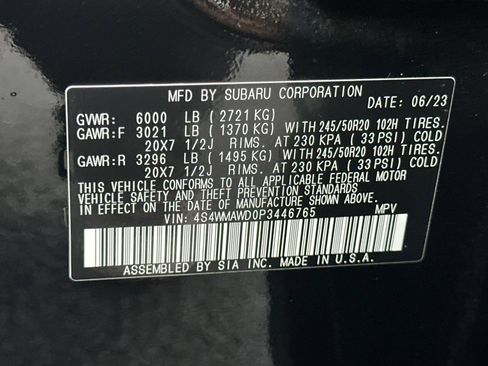 MFD BY SUBARU CORPORATION
DATE: 06/23
GVWR: 6000 LB ( 2721 KG)
GAWR:F 3021 LB ( 1370 KG) WITH 245/50R20 102H TIRES.
20X7 1/2J RIMS. AT 230 KPA ( 33 PSI) COLD
GAWR:R 3296 LB ( 1495 KG) WITH 245/50R20 102H TIRES.
20X7 1/2J RIMS. AT 230 KPA ( 33 PSI) COLD
THIS VEHICLE CONFORMS TO ALL APPLICABLE FEDERAL MOTOR
VEHICLE SAFETY AND THEFT PREVENTION STANDARDS
IN EFFECT ON THE DATE OF MANUFACTURE SHOWN ABOVE.
VIN: 4S4WMAWD0P3446765 MPV
ASSEMBLED BY SIA INC. MADE IN U.S.A.